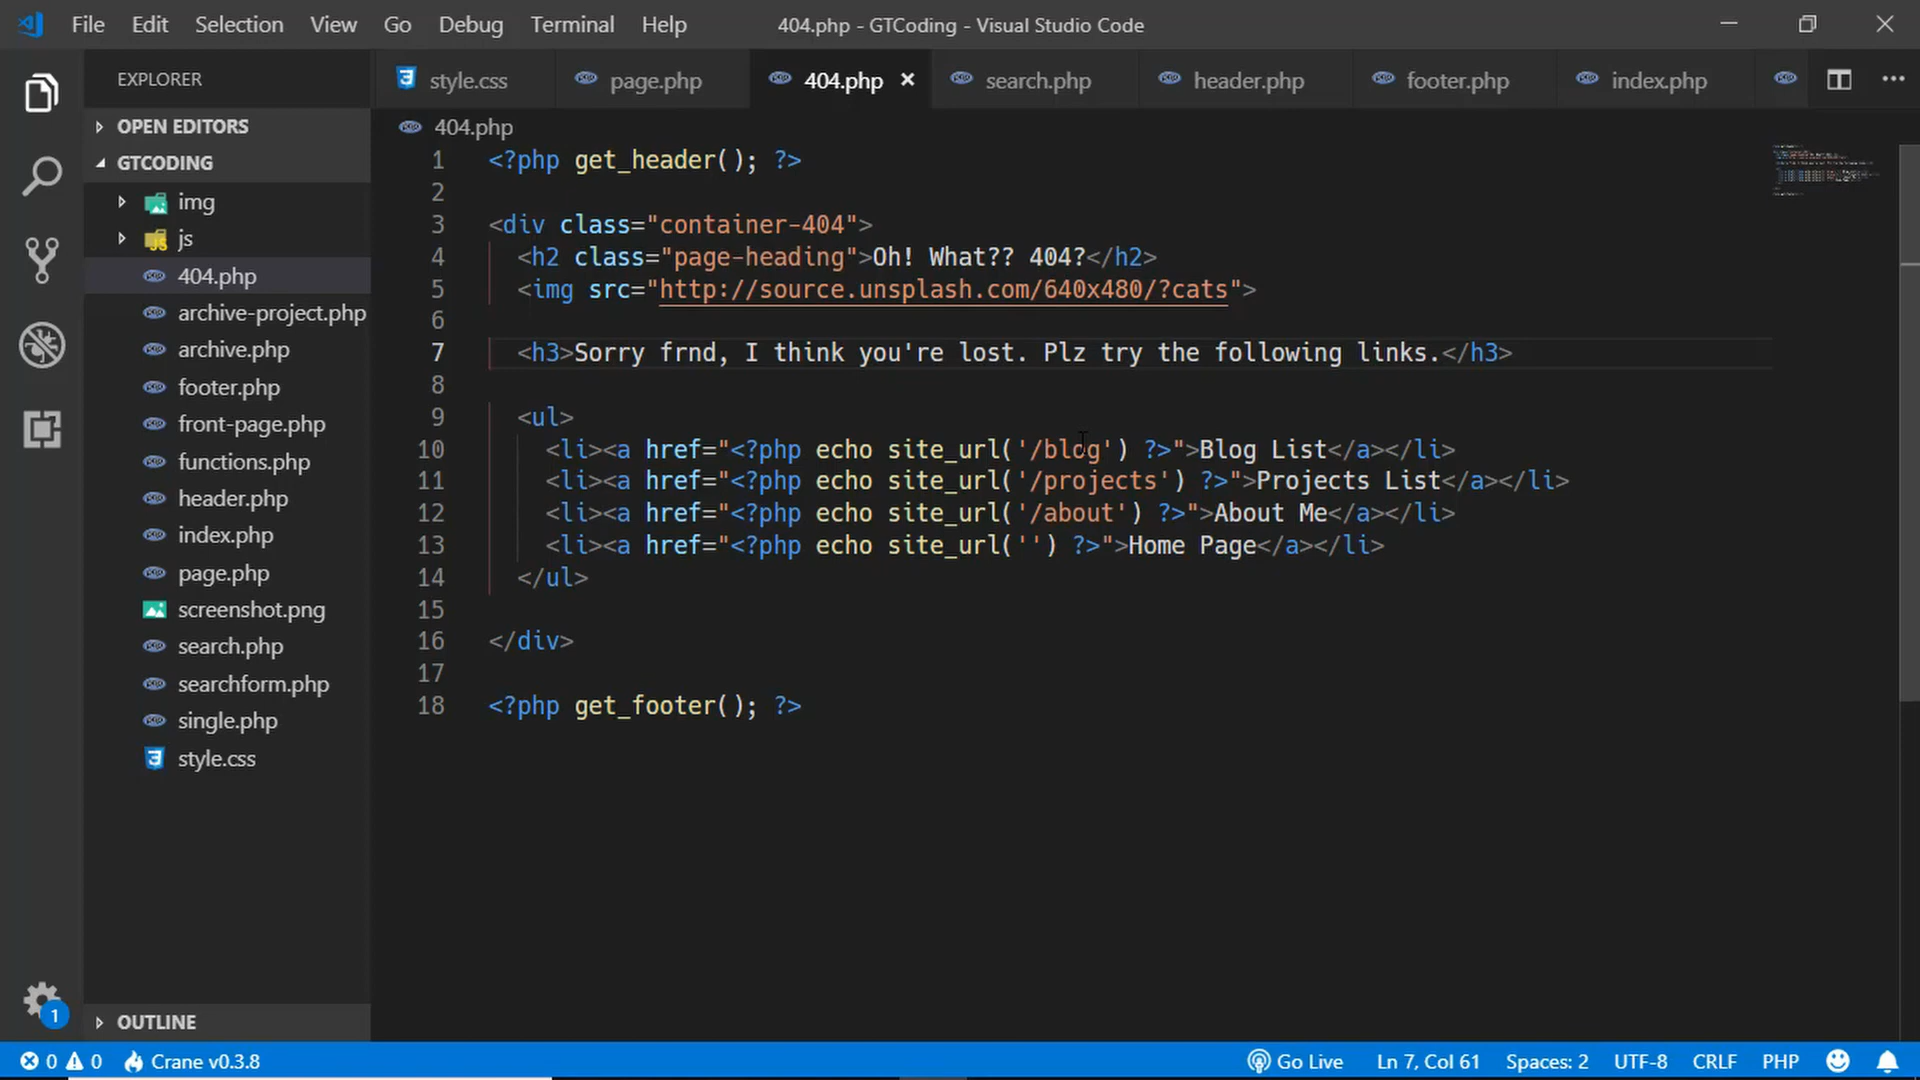 File Edit Selection View Go Debug Terminal Help 404.php - GTCoding - Visual Studio Code
EXPLORER
style.css page.php 404.php search.php header.php footer.php index.php
OPEN EDITORS
GTCODING
img
js
404.php
archive-project.php
archive.php
footer.php
front-page.php
functions.php
header.php
index.php
page.php
screenshot.png
search.php
searchform.php
single.php
style.css
OUTLINE
404.php
1 <?php get_header(); ?>
2
3 <div class="container-404">
4 <h2 class="page-heading">Oh! What?? 404?</h2>
5 <img src="http://source.unsplash.com/640x480/?cats">
6
7 <h3>Sorry frnd, I think you're lost. Plz try the following links.</h3>
8
9 <ul>
10 <li><a href="<?php echo site_url('/blog') ?>">Blog List</a></li>
11 <li><a href="<?php echo site_url('/projects') ?>">Projects List</a></li>
12 <li><a href="<?php echo site_url('/about') ?>">About Me</a></li>
13 <li><a href="<?php echo site_url('') ?>">Home Page</a></li>
14 </ul>
15
16 </div>
17
18 <?php get_footer(); ?>
1
0 0 Crane v0.3.8 Go Live Ln 7, Col 61 Spaces: 2 UTF-8 CRLF PHP